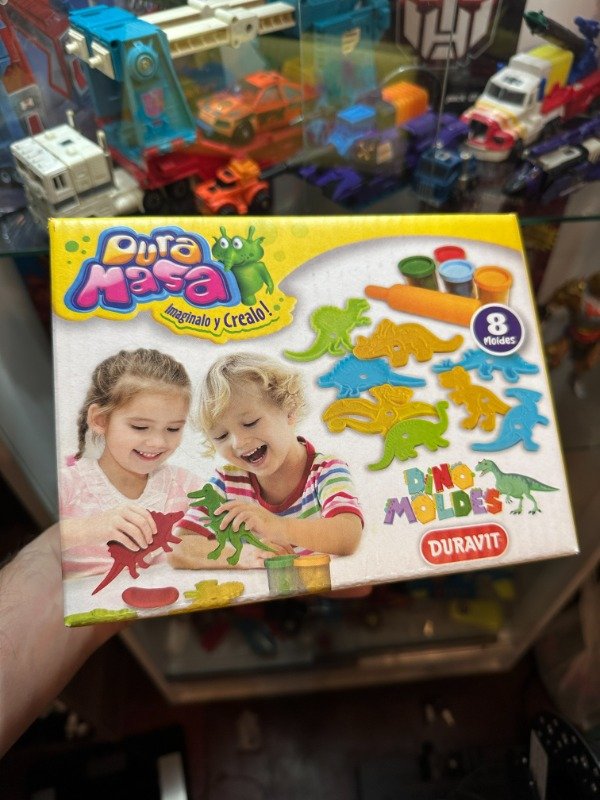 Dura
Masa
Imaginalo y Crealo!
8
Moldes
DINO
MOLDES
DURAVIT